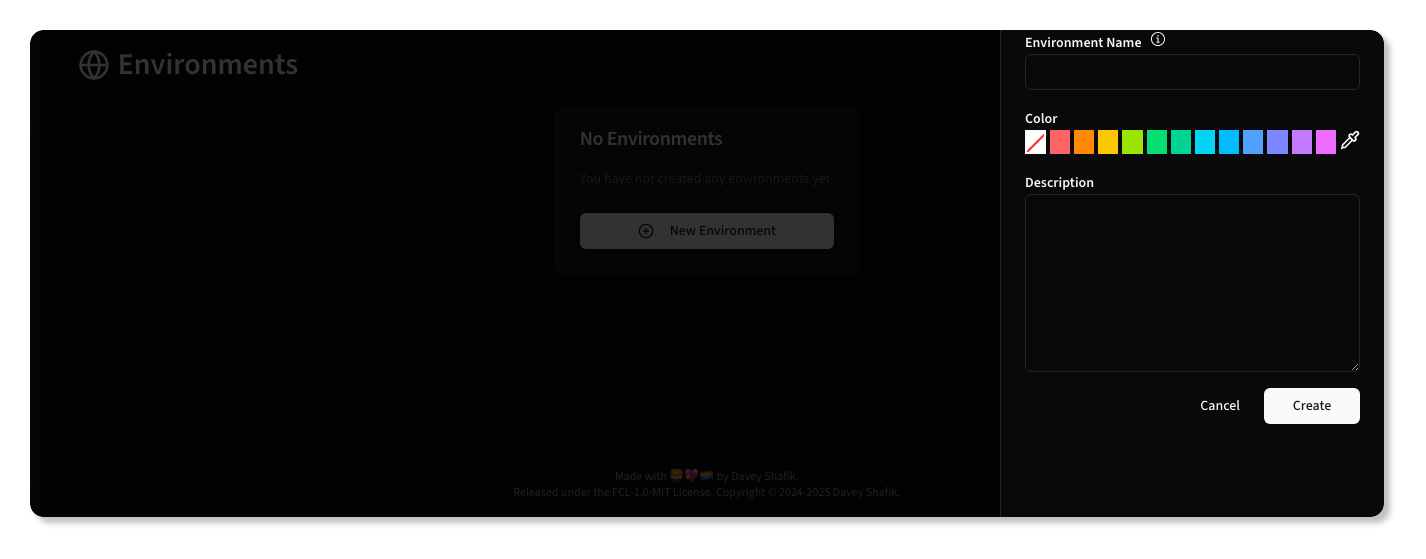 Environments
No Environments
You have not created any environments yet.
New Environment
Made with ✊💖🏳️‍🌈 by Davey Shafik.
Released under the FCL-1.0-MIT License. Copyright © 2024-2025 Davey Shafik.
Environment Name
Color
Description
Cancel
Create